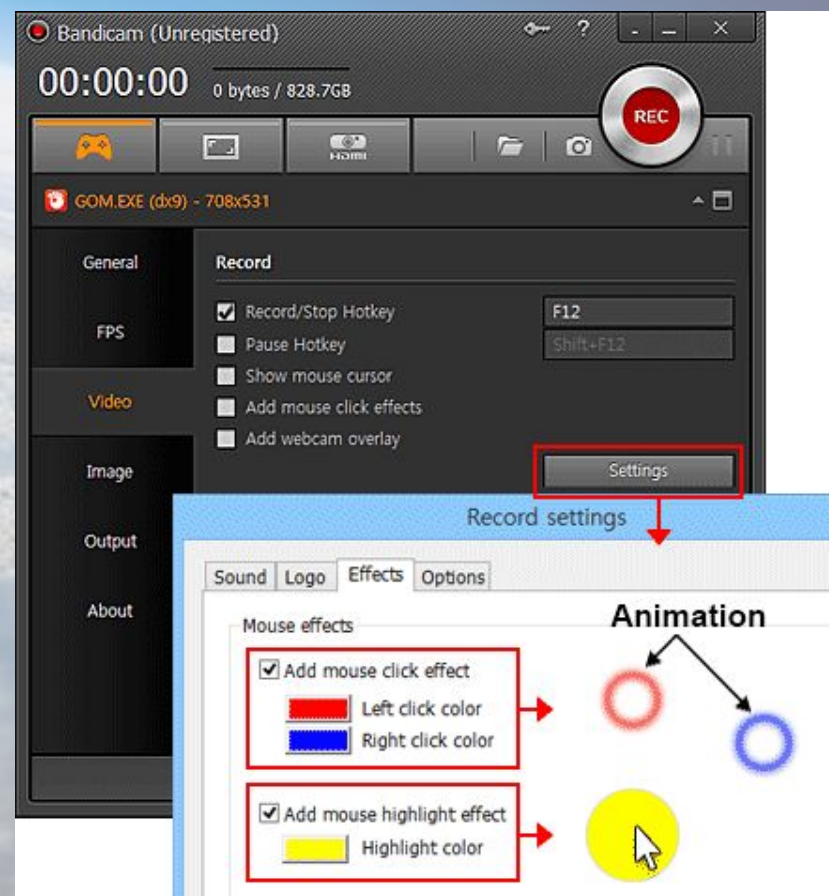 Bandicam (Unregistered)
?
00:00:00 0 bytes / 828.7GB
REC
HDMI
GOM.EXE (dx9) - 708x531
General
FPS
Video
Image
Output
About
Record
Record/Stop Hotkey F12
Pause Hotkey Shift+F12
Show mouse cursor
Add mouse click effects
Add webcam overlay
Settings
Record settings
Sound Logo Effects Options
Mouse effects
Animation
Add mouse click effect
Left click color
Right click color
Add mouse highlight effect
Highlight color